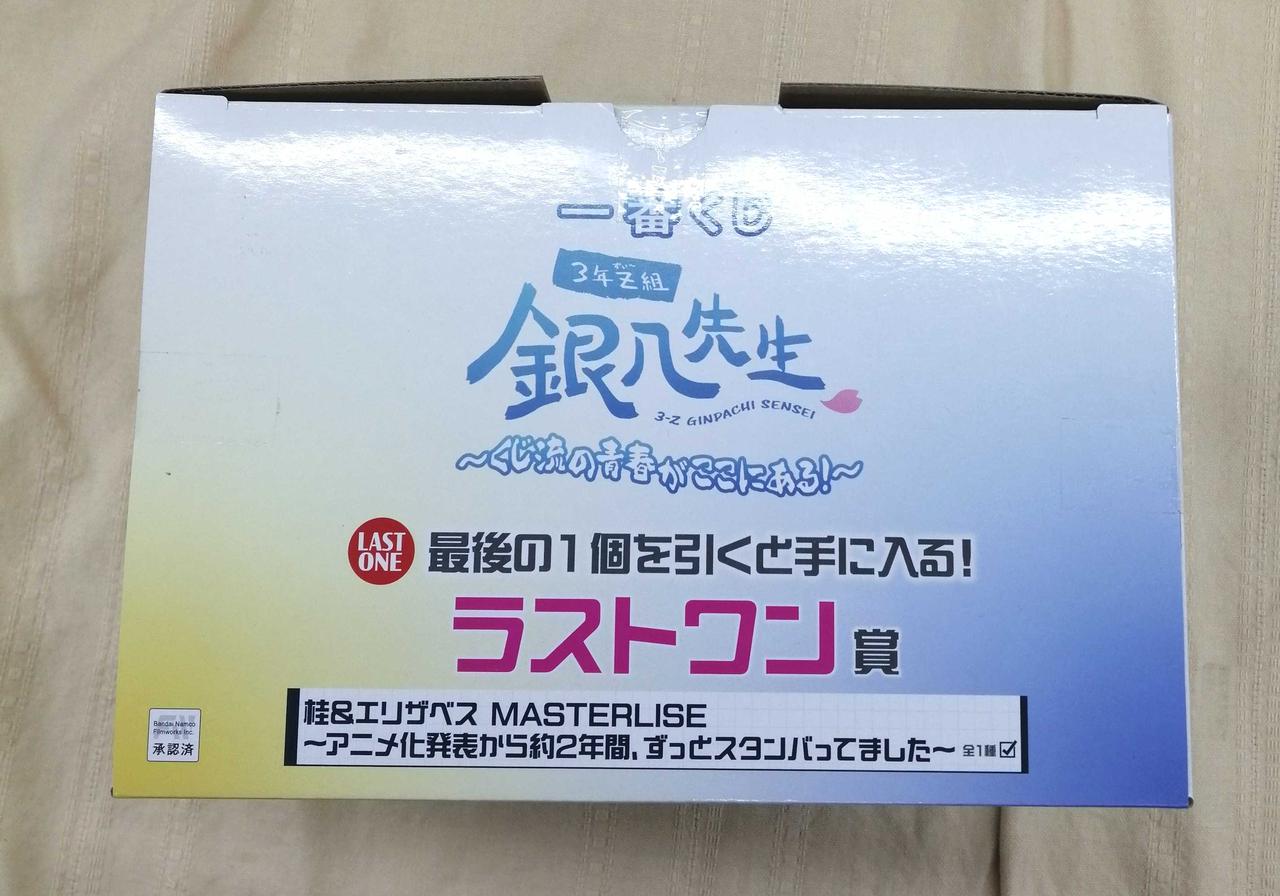 一番くじ
3年Z組
ずぃー
銀八先生
3-Z GINPACHI SENSEI
～くじ流の青春がここにある!～
LAST ONE
最後の1個を引くと手に入る!
ラストワン賞
桂&エリザベス MASTERLISE
～アニメ化発表から約2年間、ずっとスタンバってました～ 全1種
Bandai Namco
Filmworks Inc.
承認済